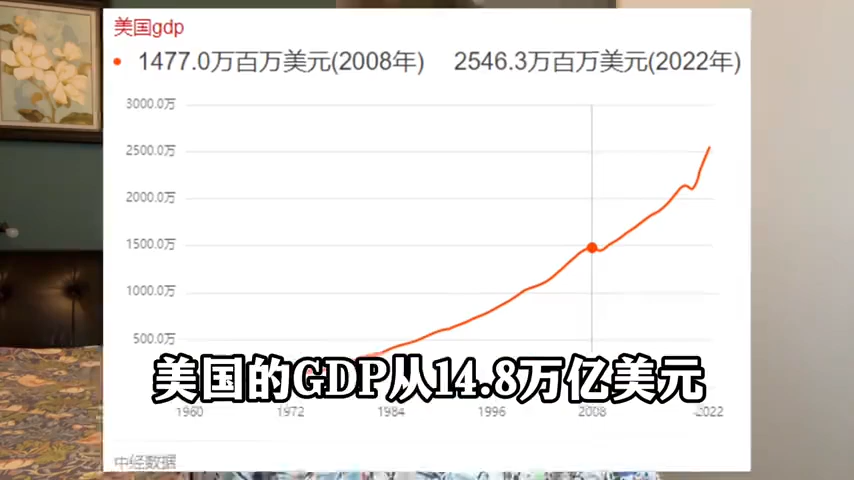 美国gdp
1477.0万百万美元(2008年) 2546.3万百万美元(2022年)
3000.0万
2500.0万
2000.0万
1500.0万
1000.0万
500.0万
美国的GDP从14.8万亿美元
1960 1972 1984 1996 2008 2022
中经数据